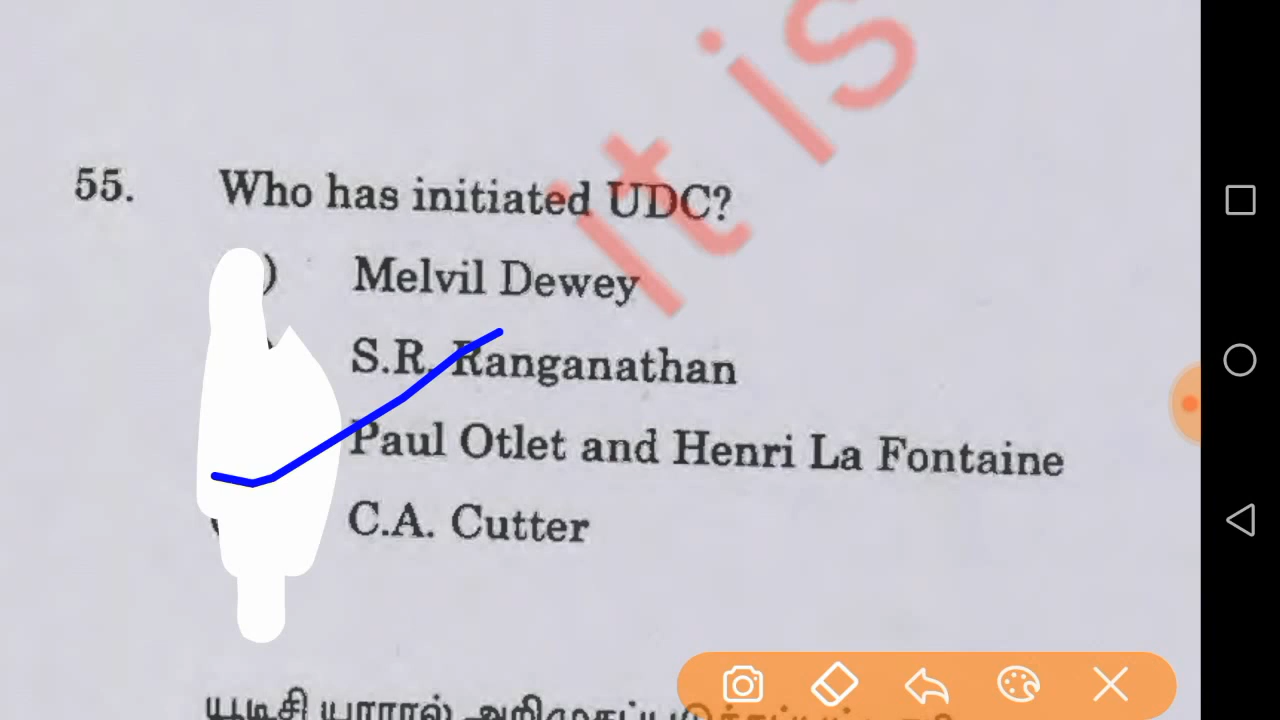 It is
55. Who has initiated UDC?
) Melvil Dewey
S.R. Ranganathan
Paul Otlet and Henri La Fontaine
C.A. Cutter
யூடிசி யாரால்